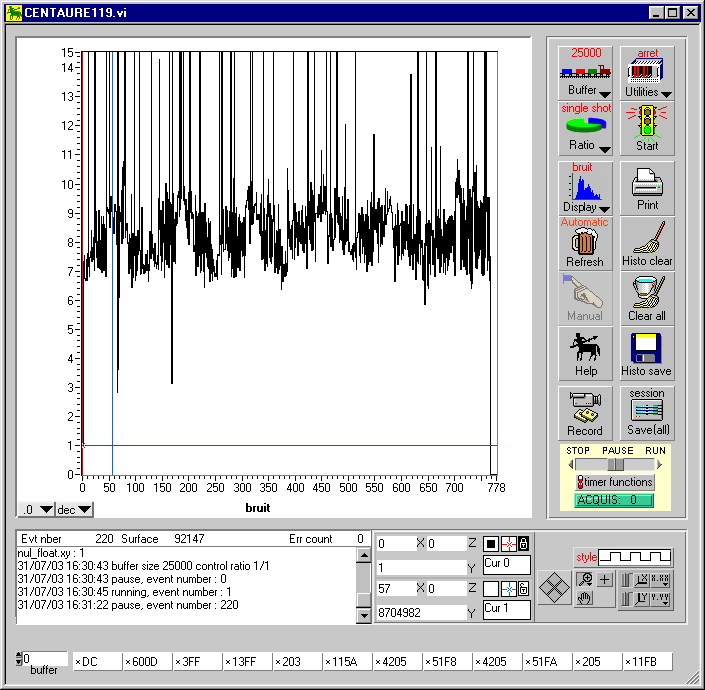 CENTAURE119.vi
15
14
13
12
11
10
9
8
7
6
5
4
3
2
1
0
0 50 100 150 200 250 300 350 400 450 500 550 600 650 700 778
.0 dec bruit
25000 arret
Buffer Utilities
single shot
Ratio Start
bruit
Display Print
Automatic
Refresh Histo clear
Manual Clear all
Help Histo save
session
Record Save(all)
STOP PAUSE RUN
timer functions
ACQUIS: 0
Evt nber 220 Surface 92147 Err count 0
nul_float.xy : 1
31/07/03 16:30:43 buffer size 25000 control ratio 1/1
31/07/03 16:30:43 pause, event number : 0
31/07/03 16:30:45 running, event number : 1
31/07/03 16:31:22 pause, event number : 220
0 X 0 Z
1 Y Cur 0
57 X 0 Z
8704982 Y Cur 1
style
X X.XX
Y Y.YY
0 buffer
×DC ×600D ×3FF ×13FF ×203 ×115A ×4205 ×51F8 ×4205 ×51FA ×205 ×11FB